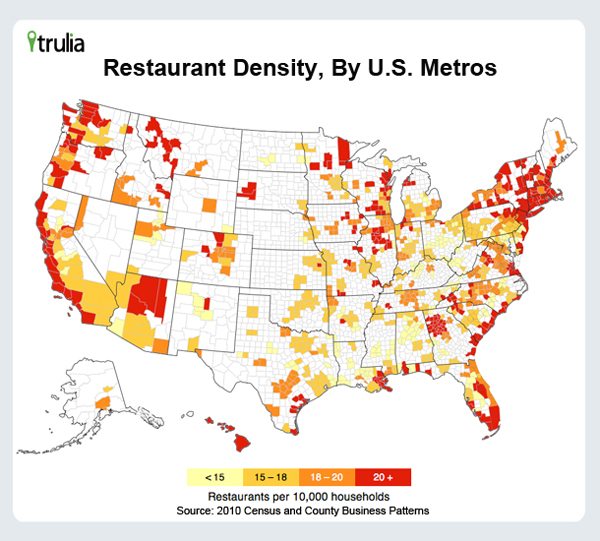 trulia
Restaurant Density, By U.S. Metros
< 15 15 – 18 18 – 20 20 +
Restaurants per 10,000 households
Source: 2010 Census and County Business Patterns